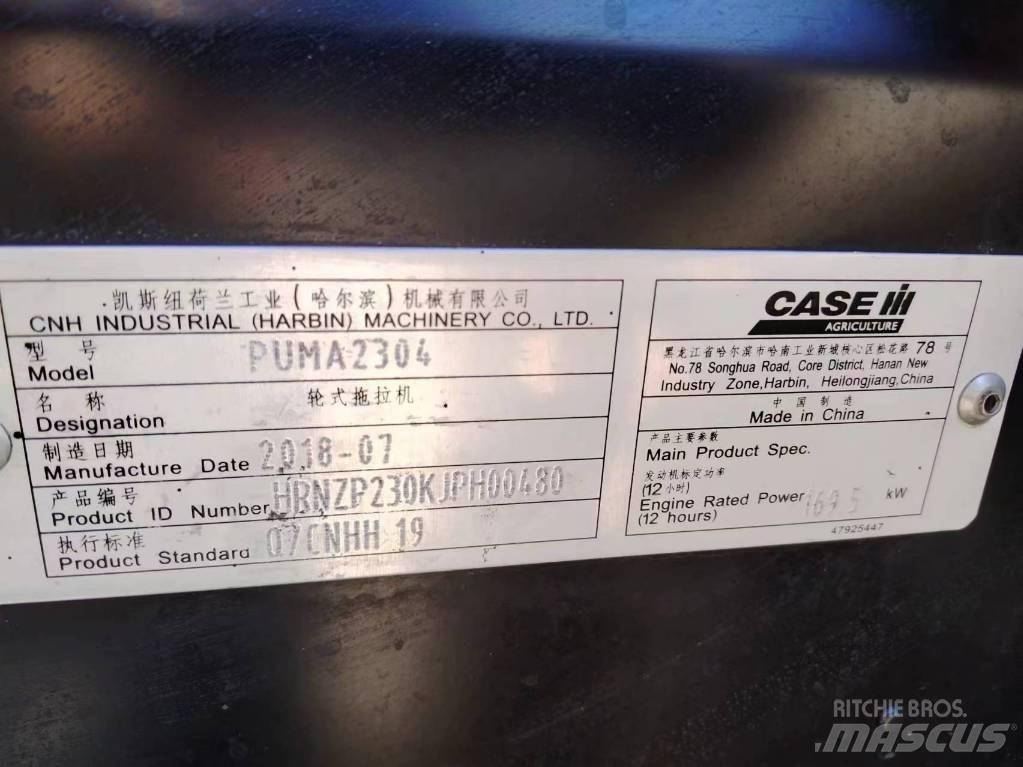 凯斯纽荷兰工业(哈尔滨)机械有限公司
CNH INDUSTRIAL (HARBIN) MACHINERY CO., LTD.
型 号
Model PUMA2304
名 称
Designation 轮式拖拉机
制造日期
Manufacture Date 2018-07
产品编号
Product ID Number HRNZP230KJPH00480
执行标准
Product Standard 07CNHH 19
CASE IH
AGRICULTURE
黑龙江省哈尔滨市哈南工业新城核心区松花路 78 号
No.78 Songhua Road, Core District, Hanan New
Industry Zone,Harbin, Heilongjiang,China
中 国 制 造
Made in China
产品主要参数
Main Product Spec.
发动机标定功率
(12小时)
Engine Rated Power 169.5 kW
(12 hours)
47925447
RITCHIE BROS.
MASCUS